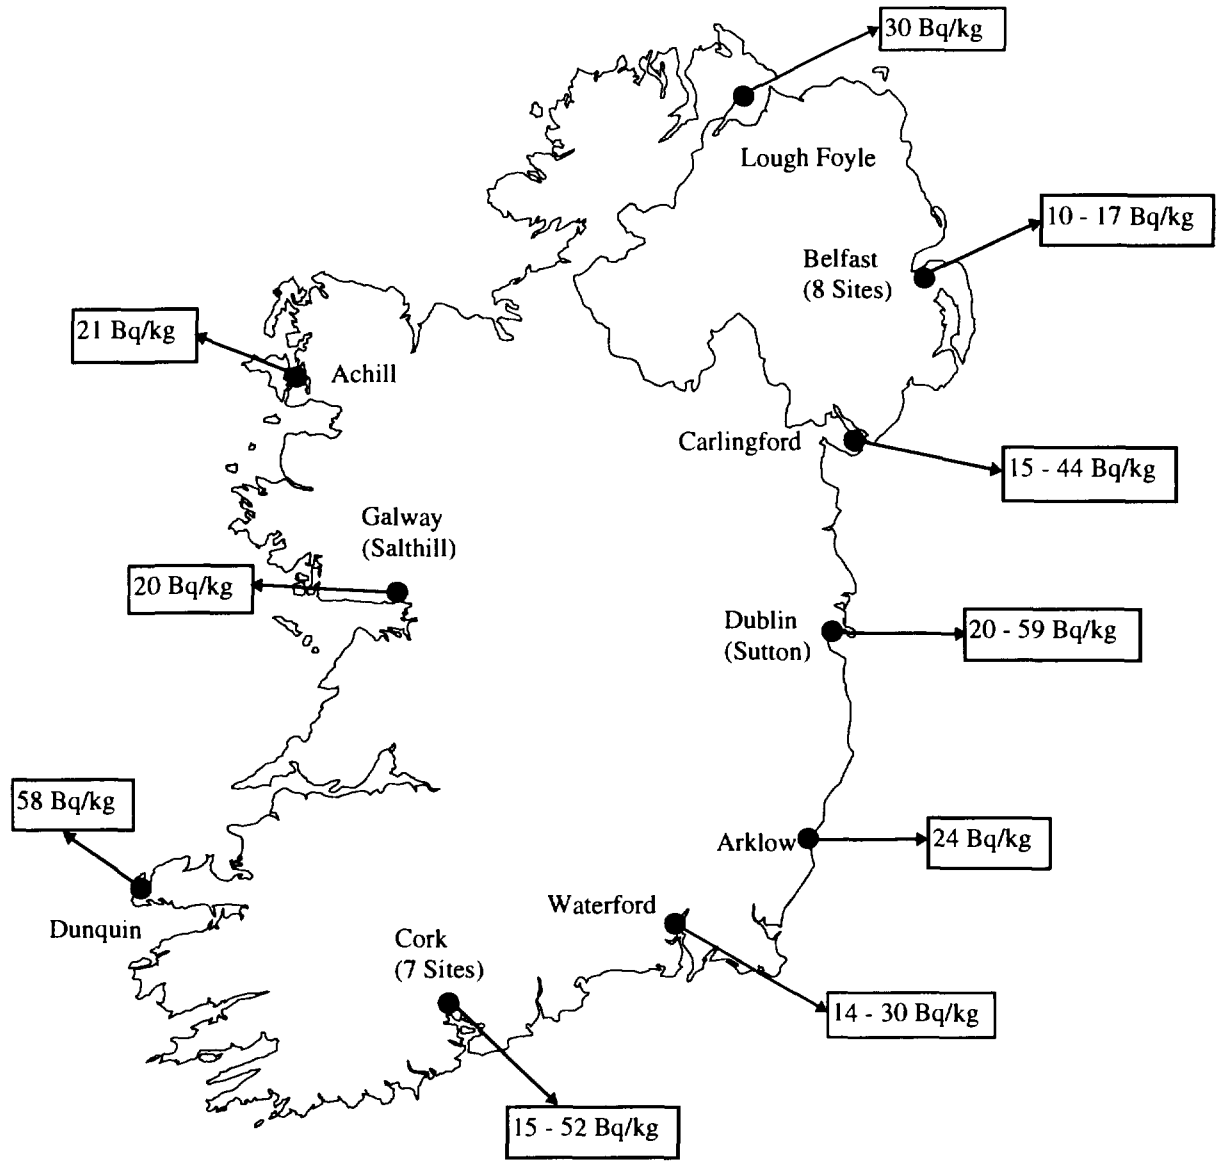 30 Bq/kg
Lough Foyle
10 - 17 Bq/kg
Belfast
(8 Sites)
21 Bq/kg
Achill
Carlingford
15 - 44 Bq/kg
Galway
(Salthill)
20 Bq/kg
Dublin
(Sutton)
20 - 59 Bq/kg
58 Bq/kg
Arklow
24 Bq/kg
Dunquin
Waterford
Cork
(7 Sites)
14 - 30 Bq/kg
15 - 52 Bq/kg